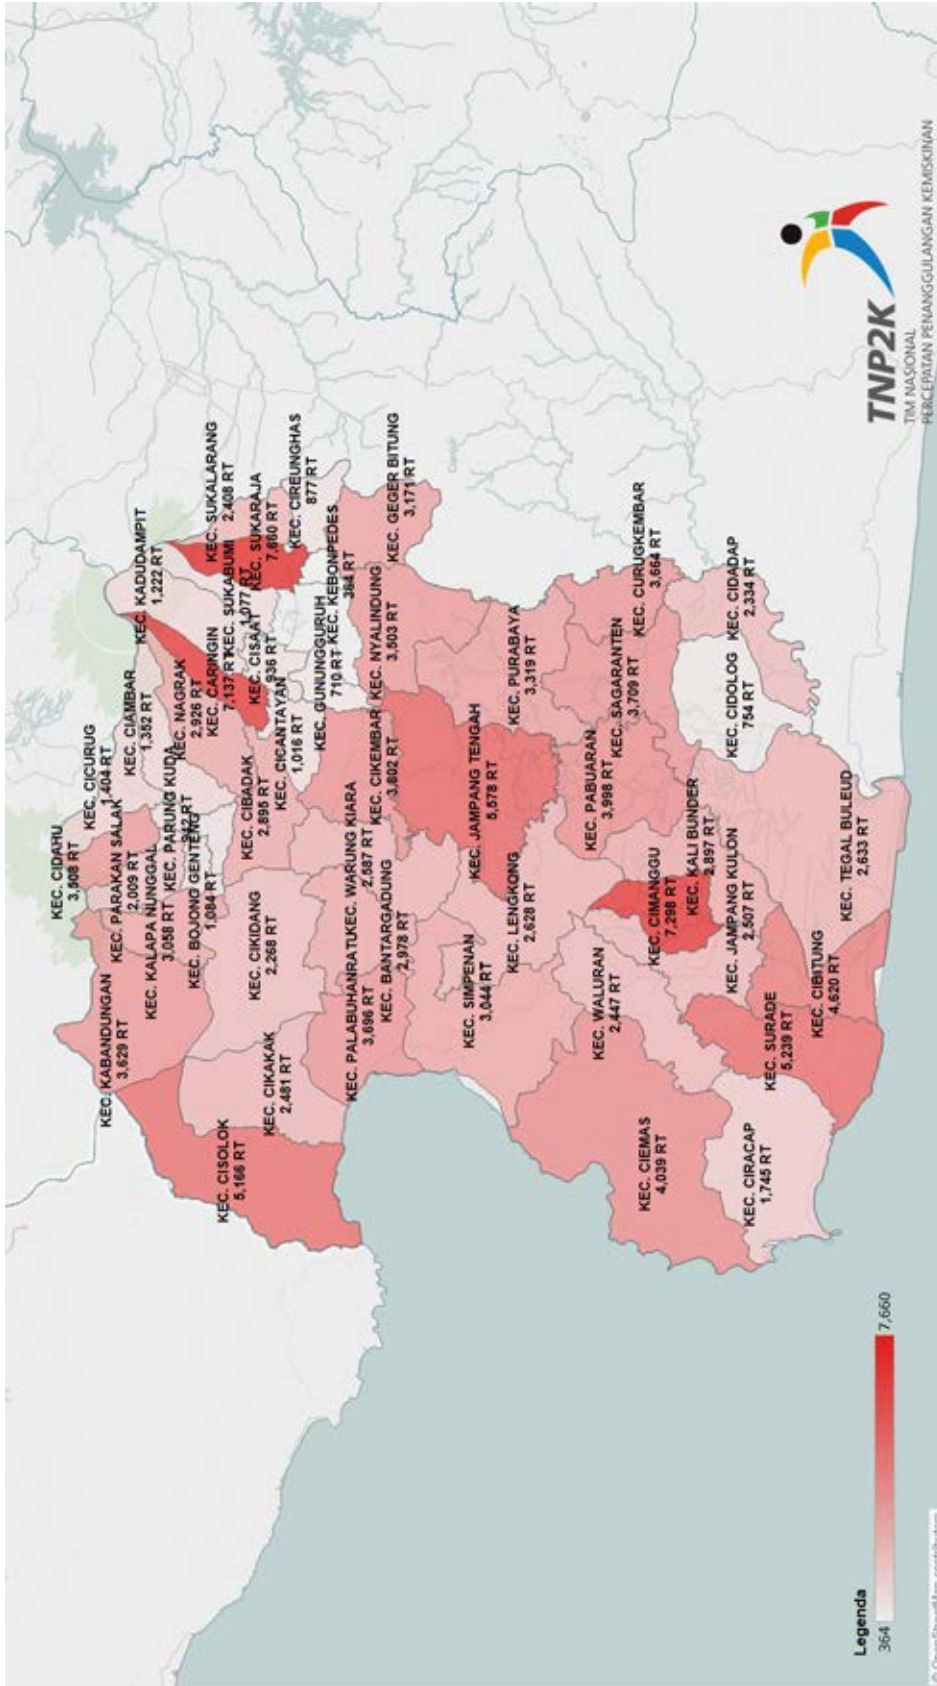 KEC. CIDAHU
3,508 RT
KEC. CICURUG
1,404 RT
KEC. KABANDUNGAN
3,629 RT
KEC. PARAKAN SALAK
2,009 RT
KEC. CIAMBAR
1,352 RT
KEC. KADUDAMPIT
1,222 RT
KEC. KALAPA NUNGGAL
3,058 RT
KEC. PARUNG KUDA
942 RT
KEC. NAGRAK
2,926 RT
KEC. BOJONG GENTENG
1,084 RT
KEC. CARINGIN
7,137 RT
KEC. SUKALARANG
2,408 RT
KEC. CISOLOK
5,166 RT
KEC. SUKABUMI
1,077 RT
KEC. CIBADAK
2,895 RT
KEC. CIKIDANG
2,268 RT
KEC. CISAAT
936 RT
KEC. SUKARAJA
7,660 RT
KEC. CIKAKAK
2,481 RT
KEC. CICANTAYAN
1,016 RT
KEC. CIREUNGHAS
877 RT
KEC. GUNUNGGURUH
710 RT
KEC. KEBONPEDES
364 RT
KEC. PALABUHANRATU
3,696 RT
KEC. WARUNG KIARA
2,587 RT
KEC. CIKEMBAR
3,802 RT
KEC. NYALINDUNG
3,503 RT
KEC. BANTARGADUNG
2,978 RT
KEC. GEGER BITUNG
3,171 RT
KEC. SIMPENAN
3,044 RT
KEC. JAMPANG TENGAH
5,578 RT
KEC. LENGKONG
2,628 RT
KEC. PURABAYA
3,319 RT
KEC. PABUARAN
3,998 RT
KEC. WALURAN
2,447 RT
KEC. SAGARANTEN
3,709 RT
KEC. CURUGKEMBAR
3,664 RT
KEC. CIEMAS
4,039 RT
KEC. CIMANGGU
7,298 RT
KEC. KALI BUNDER
2,897 RT
KEC. JAMPANG KULON
2,507 RT
KEC. CIDOLOG
754 RT
KEC. CIDADAP
2,334 RT
KEC. CIRACAP
1,745 RT
KEC. SURADE
5,239 RT
KEC. CIBITUNG
4,620 RT
KEC. TEGAL BULEUD
2,633 RT
Legenda
364 7,660
TNP2K
TIM NASIONAL
PERCEPATAN PENANGGULANGAN KEMISKINAN